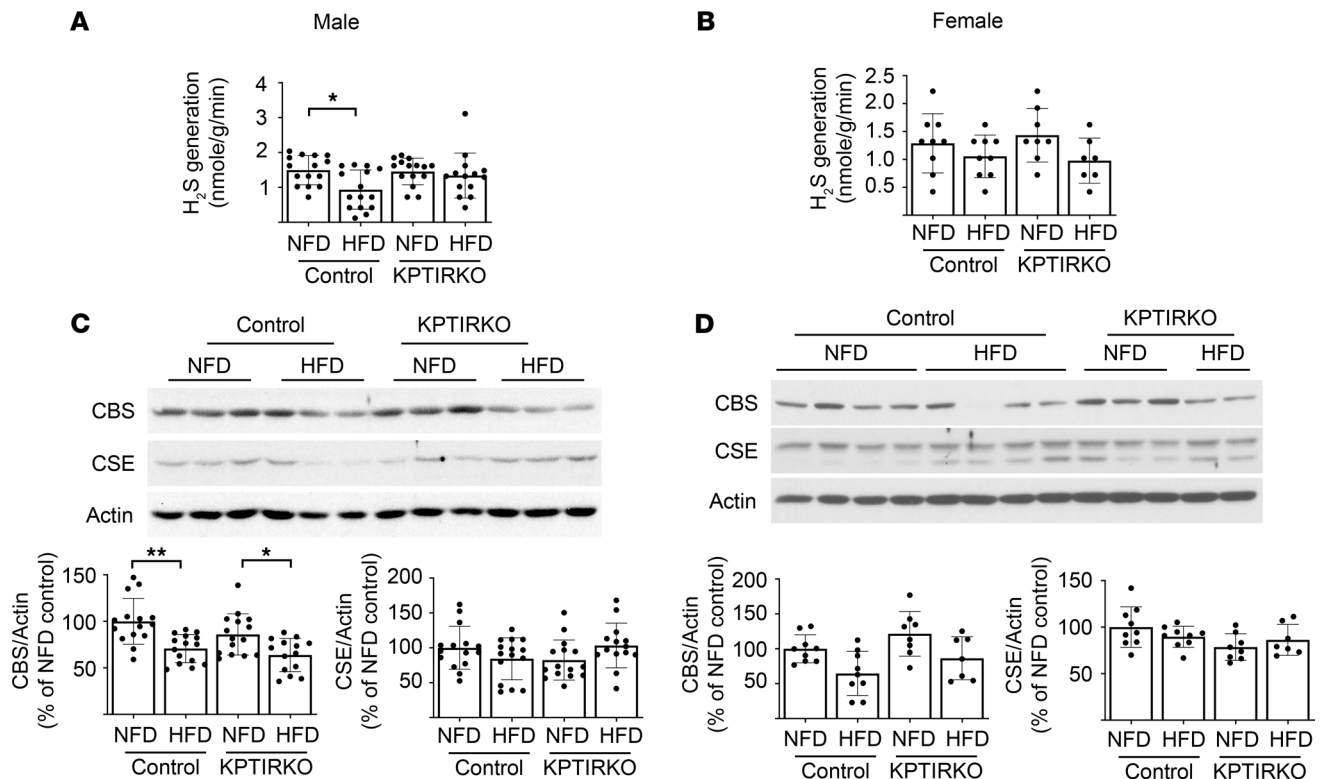 A
Male
H₂S generation
(nmole/g/min)
4
3
2
1
*
NFD HFD NFD HFD
Control KPTIRKO
B
Female
H₂S generation
(nmole/g/min)
2.5
2.0
1.5
1.0
0.5
NFD HFD NFD HFD
Control KPTIRKO
C
Control KPTIRKO
NFD HFD NFD HFD
CBS
CSE
Actin
CBS/Actin
(% of NFD control)
150
100
50
** *
NFD HFD NFD HFD
Control KPTIRKO
CSE/Actin
(% of NFD control)
200
150
100
50
NFD HFD NFD HFD
Control KPTIRKO
D
Control KPTIRKO
NFD HFD NFD HFD
CBS
CSE
Actin
CBS/Actin
(% of NFD control)
200
150
100
50
NFD HFD NFD HFD
Control KPTIRKO
CSE/Actin
(% of NFD control)
150
100
50
NFD HFD NFD HFD
Control KPTIRKO